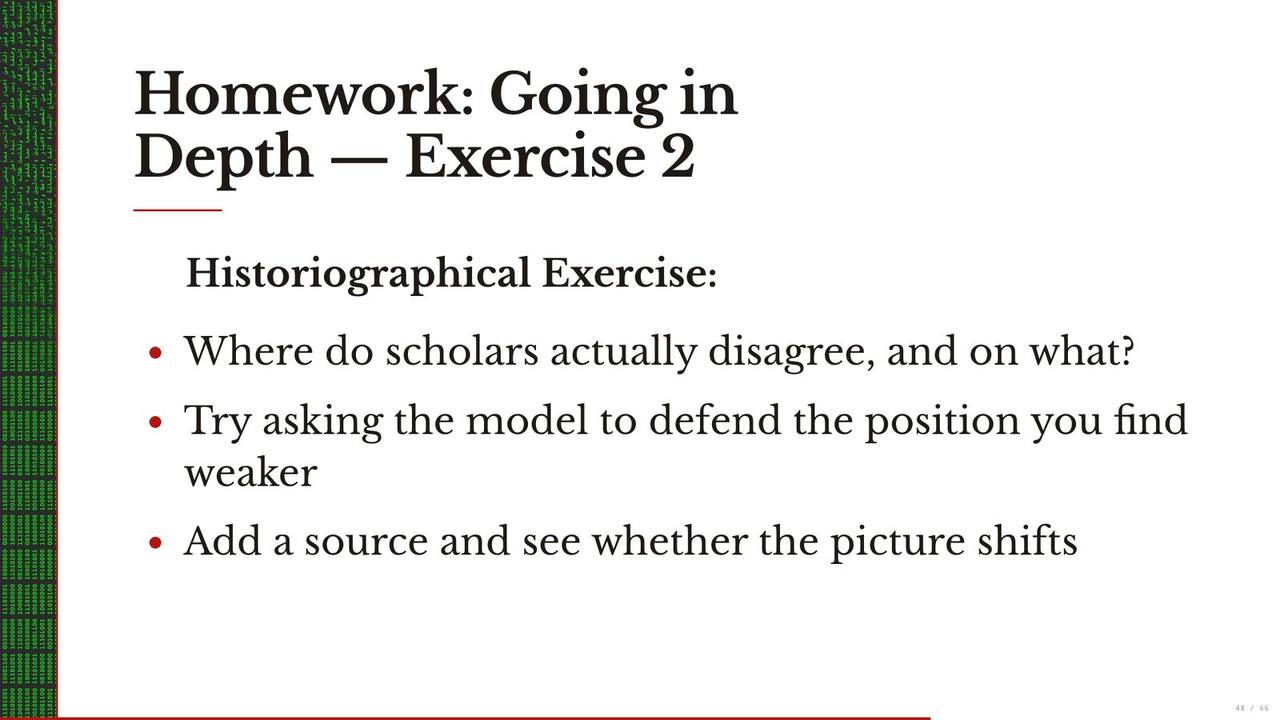 Homework: Going in
Depth — Exercise 2
Historiographical Exercise:
• Where do scholars actually disagree, and on what?
• Try asking the model to defend the position you find
weaker
• Add a source and see whether the picture shifts
48 / 66